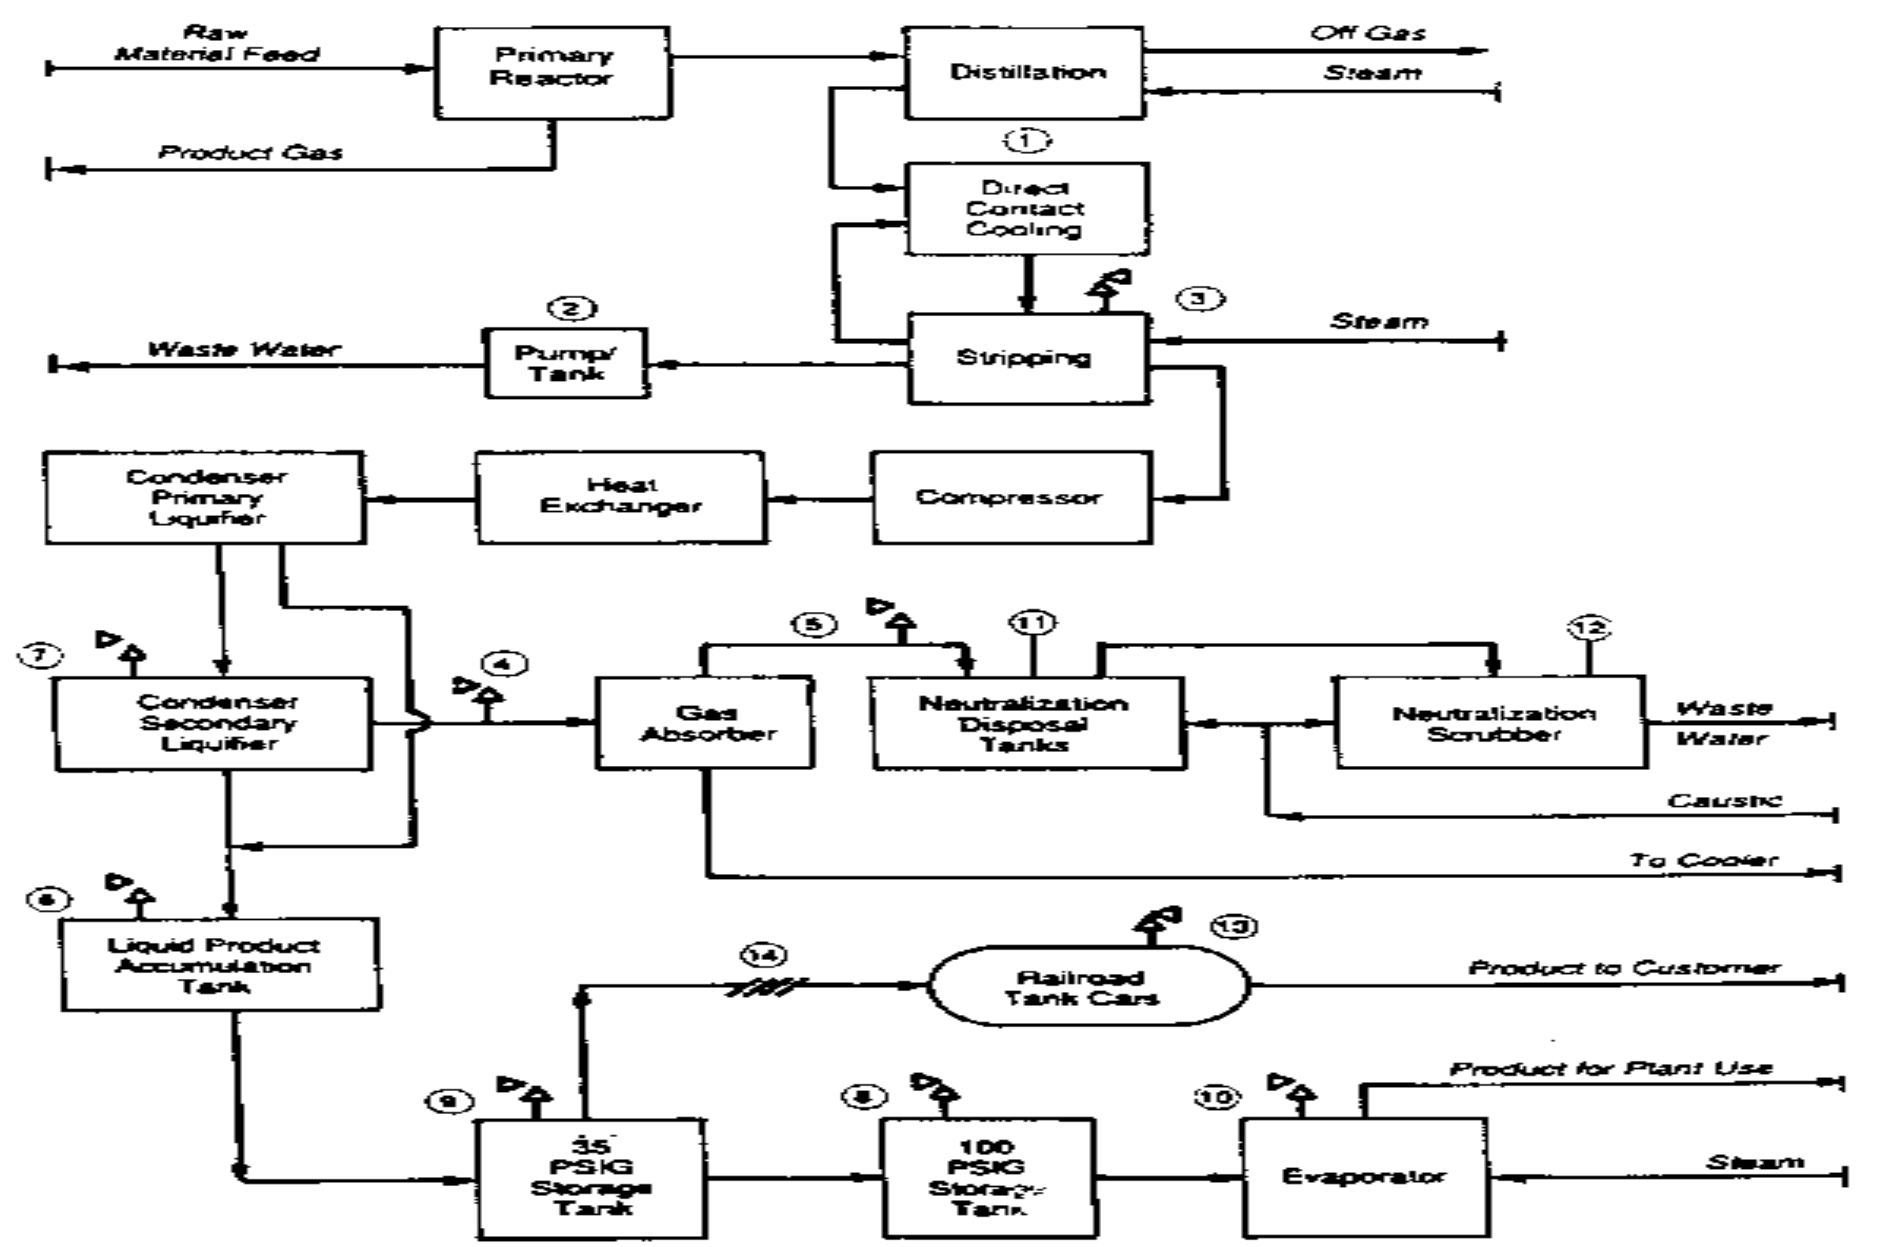 Raw
Material Feed
Primary
Reactor
Distillation
Off Gas
Steam
Product Gas
1
Direct
Contact
Cooling
2
3
Steam
Waste Water
Pump/
Tank
Stripping
Condenser
Primary
Liquifier
Heat
Exchanger
Compressor
7
4
5
11
12
Condenser
Secondary
Liquifier
Gas
Absorber
Neutralization
Disposal
Tanks
Neutralization
Scrubber
Waste
Water
Caustic
To Cooler
6
Liquid Product
Accumulation
Tank
14
13
Railroad
Tank Cars
Product to Customer
Product for Plant Use
9
8
10
35
PSIG
Storage
Tank
100
PSIG
Storage
Tank
Evaporator
Steam